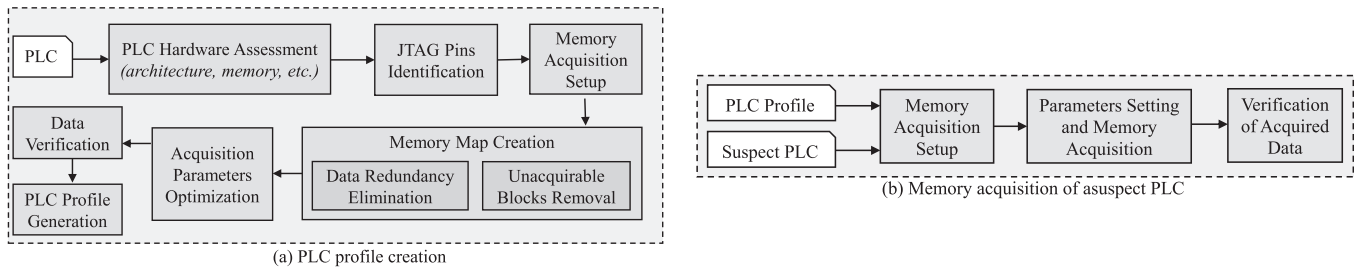 PLC
PLC Hardware Assessment
(architecture, memory, etc.)
JTAG Pins
Identification
Memory
Acquisition
Setup
Memory Map Creation
Data Redundancy
Elimination
Unacquirable
Blocks Removal
Acquisition
Parameters
Optimization
Data
Verification
PLC Profile
Generation
(a) PLC profile creation
PLC Profile
Suspect PLC
Memory
Acquisition
Setup
Parameters Setting
and Memory
Acquisition
Verification
of Acquired
Data
(b) Memory acquisition of asuspect PLC